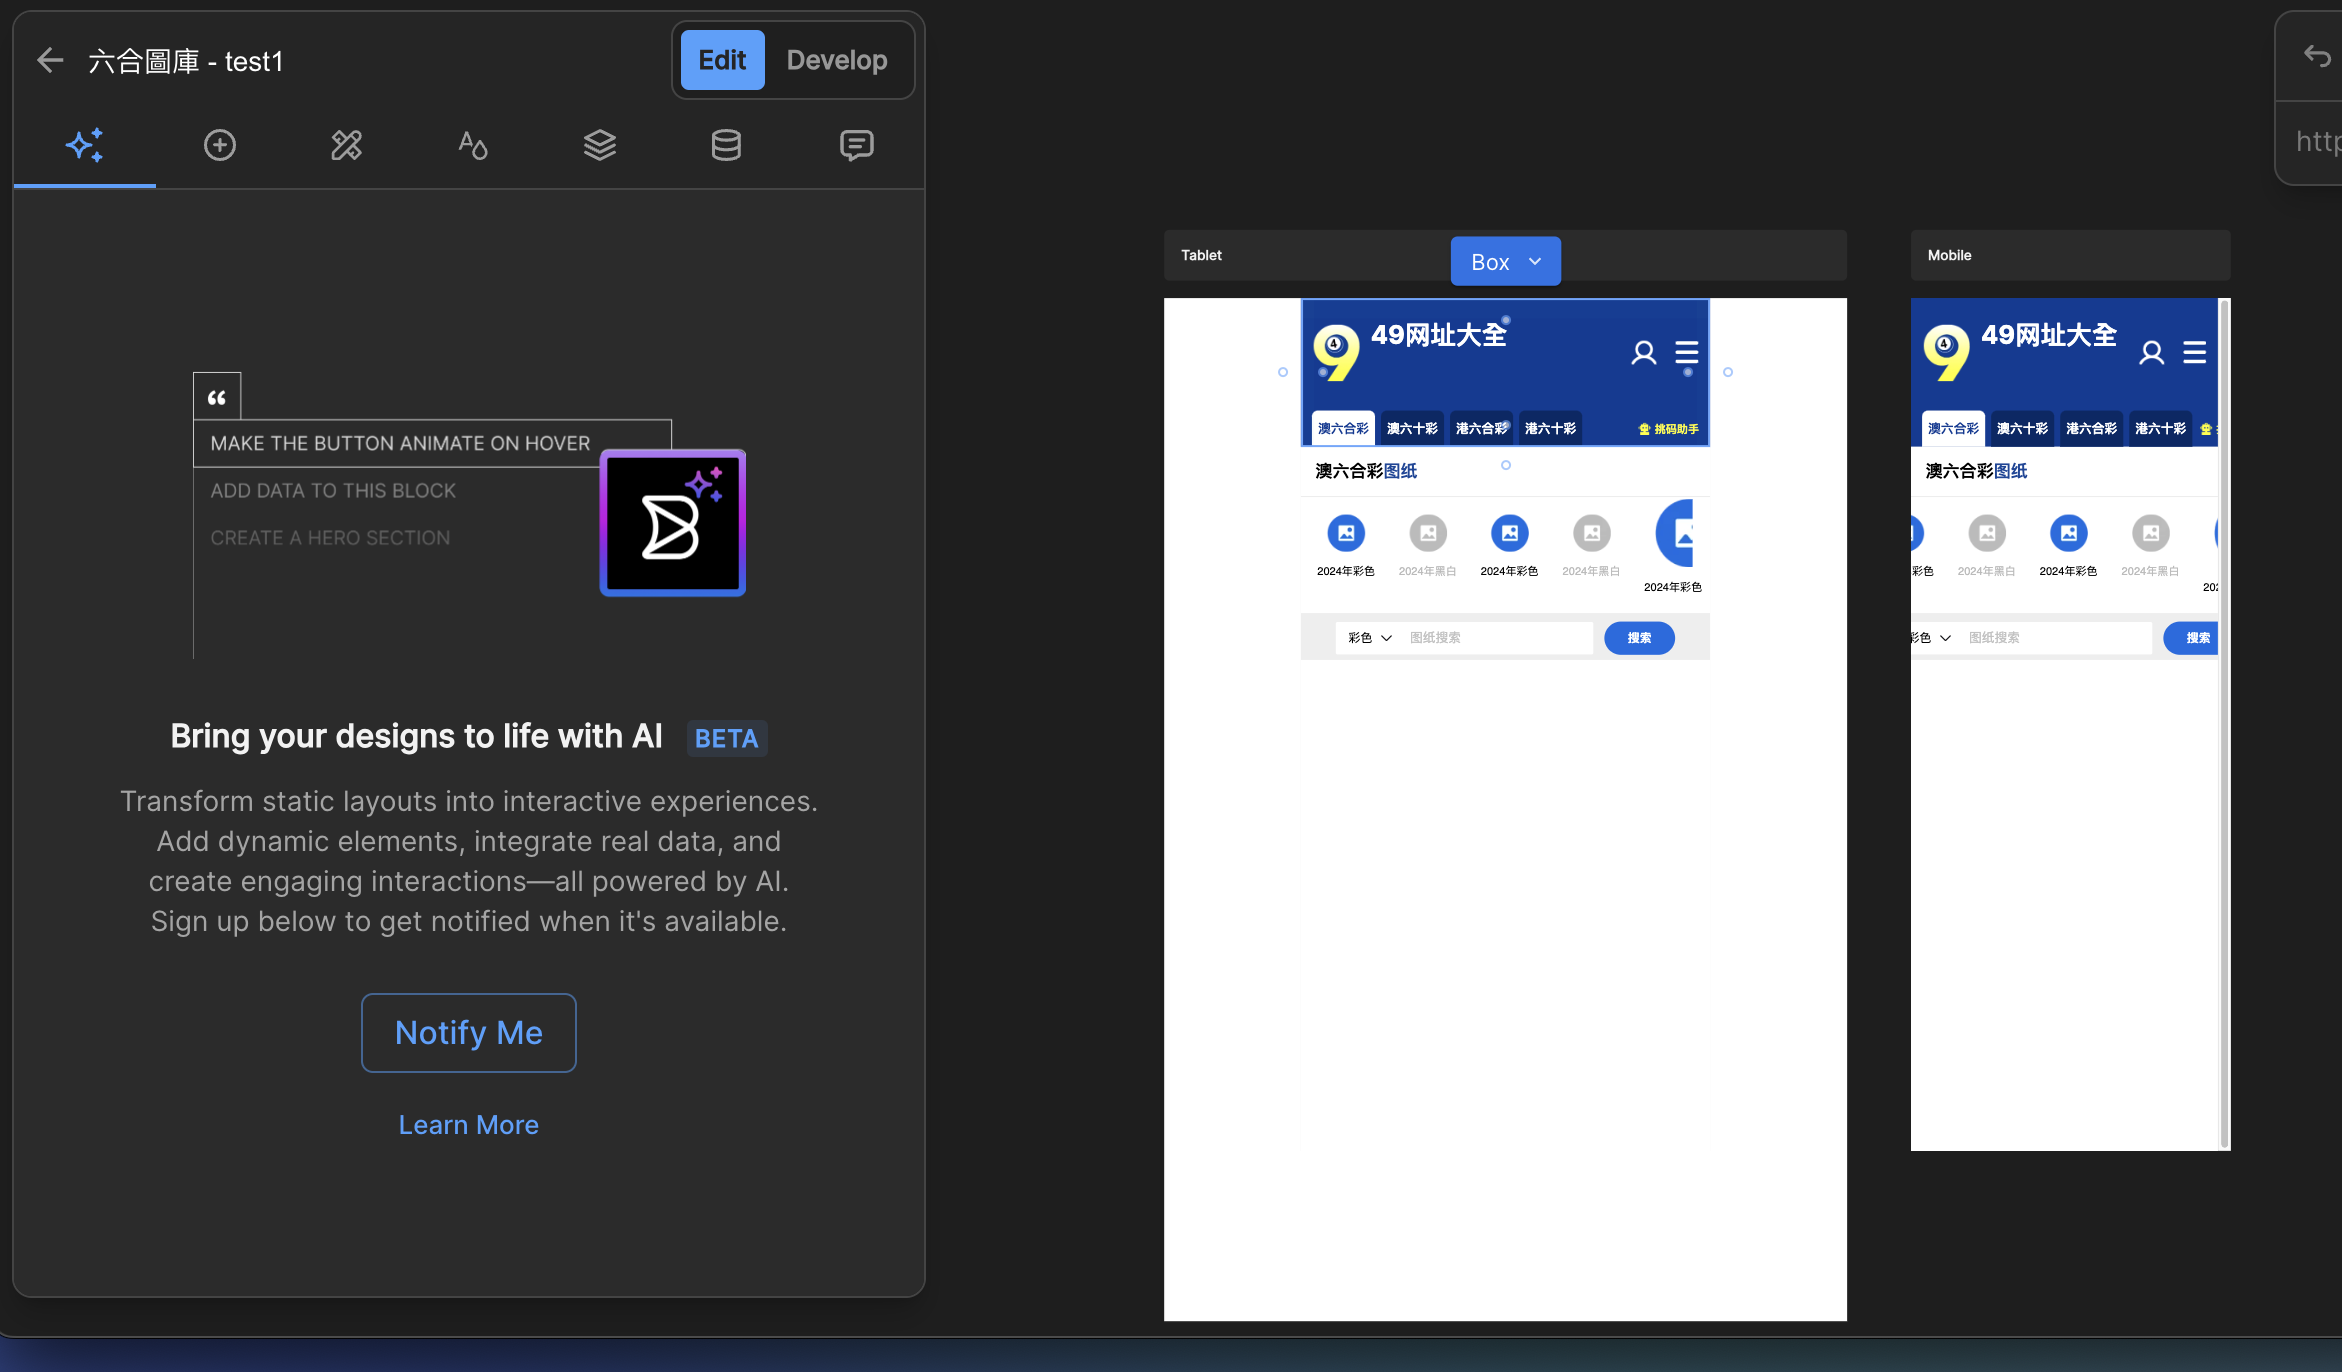 六合圖庫 - test1
Edit
Develop
“
MAKE THE BUTTON ANIMATE ON HOVER
ADD DATA TO THIS BLOCK
CREATE A HERO SECTION
Bring your designs to life with AI BETA
Transform static layouts into interactive experiences.
Add dynamic elements, integrate real data, and
create engaging interactions—all powered by AI.
Sign up below to get notified when it's available.
Notify Me
Learn More
Tablet
Box
4
49网址大全
澳六合彩 澳六十彩 港六合彩 港六十彩 挑码助手
澳六合彩图纸
2024年彩色 2024年黑白 2024年彩色 2024年黑白
2024年彩色
彩色 图纸搜索 搜索
Mobile
4
49网址大全
澳六合彩 澳六十彩 港六合彩 港六十彩
澳六合彩图纸
彩色 2024年黑白 2024年彩色 2024年黑白
202
彩色 图纸搜索 搜索
http